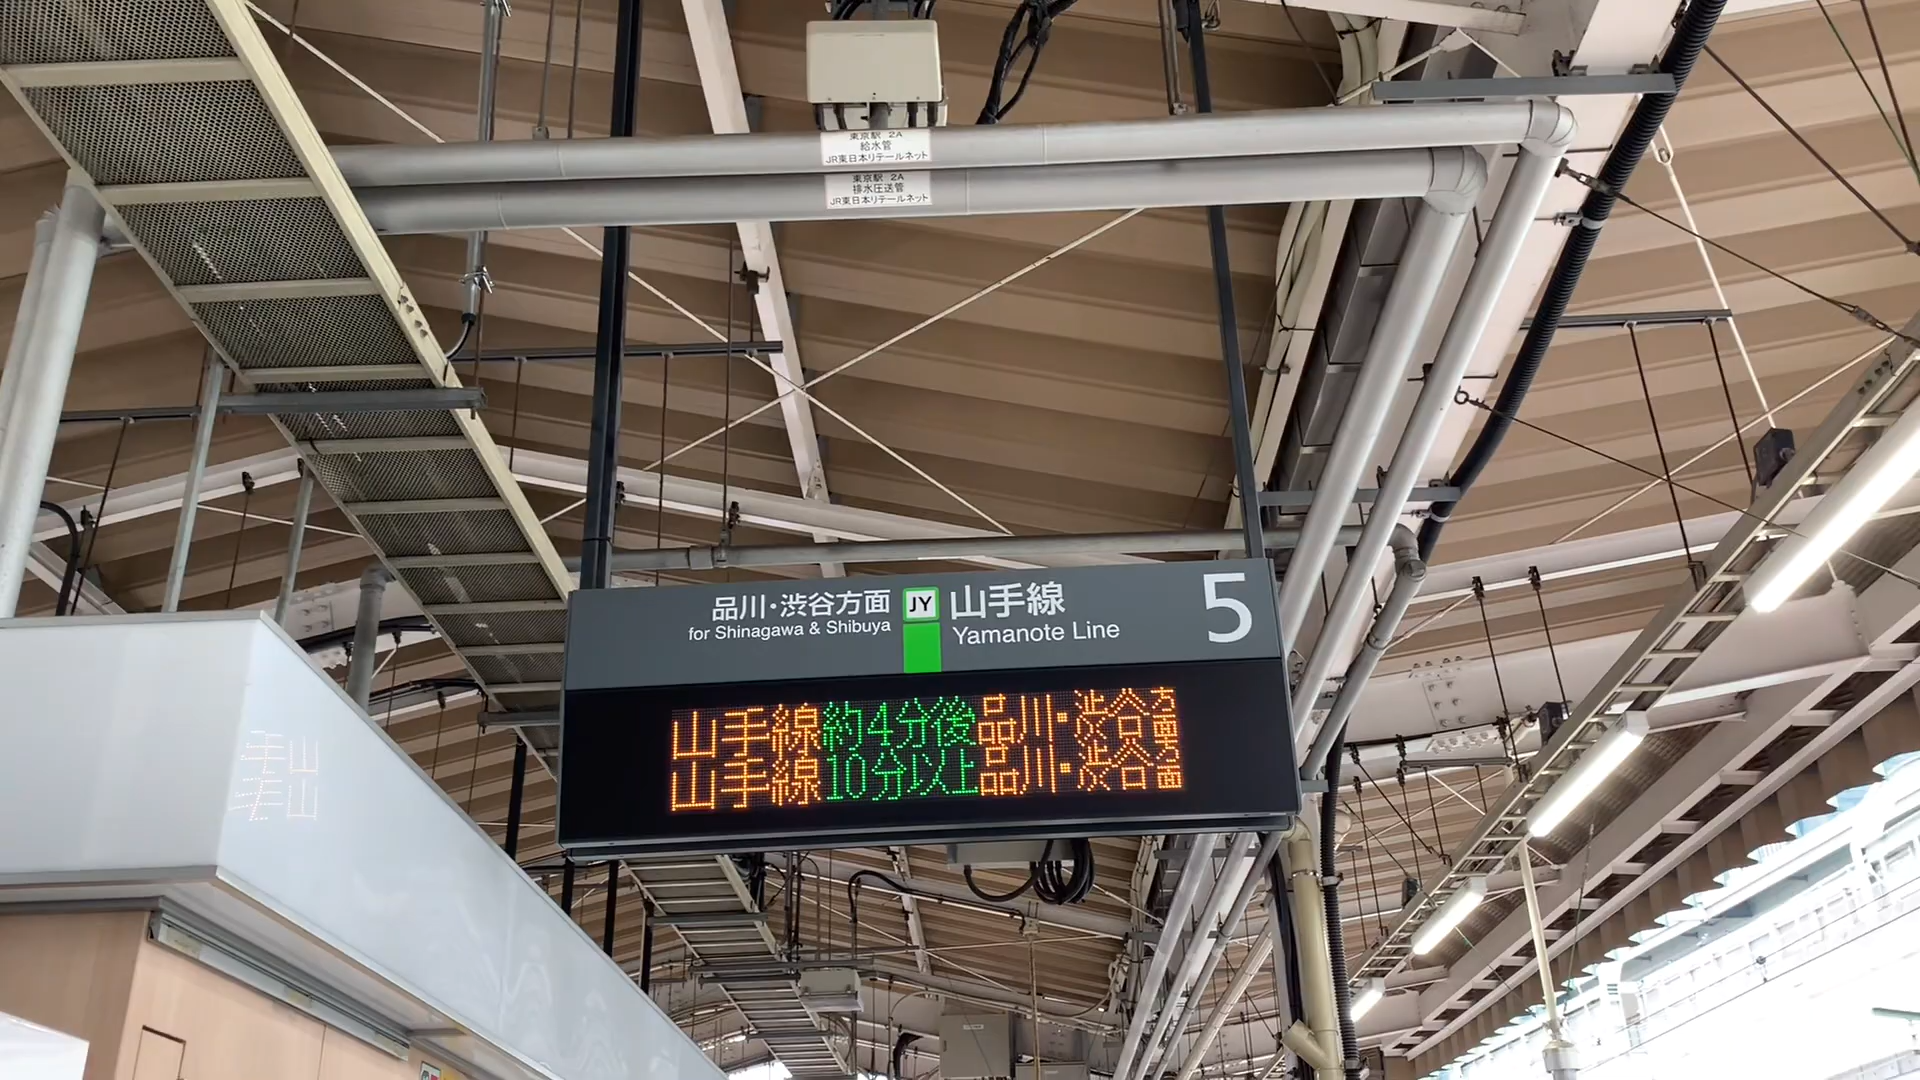 東京駅 2A
給水管
JR東日本リテールネット
東京駅 2A
排水圧送管
JR東日本リテールネット
品川・渋谷方面 JY 山手線 5
for Shinagawa & Shibuya Yamanote Line
山手線 約4分後 品川・渋谷方面
山手線 10分以上 品川・渋谷方面